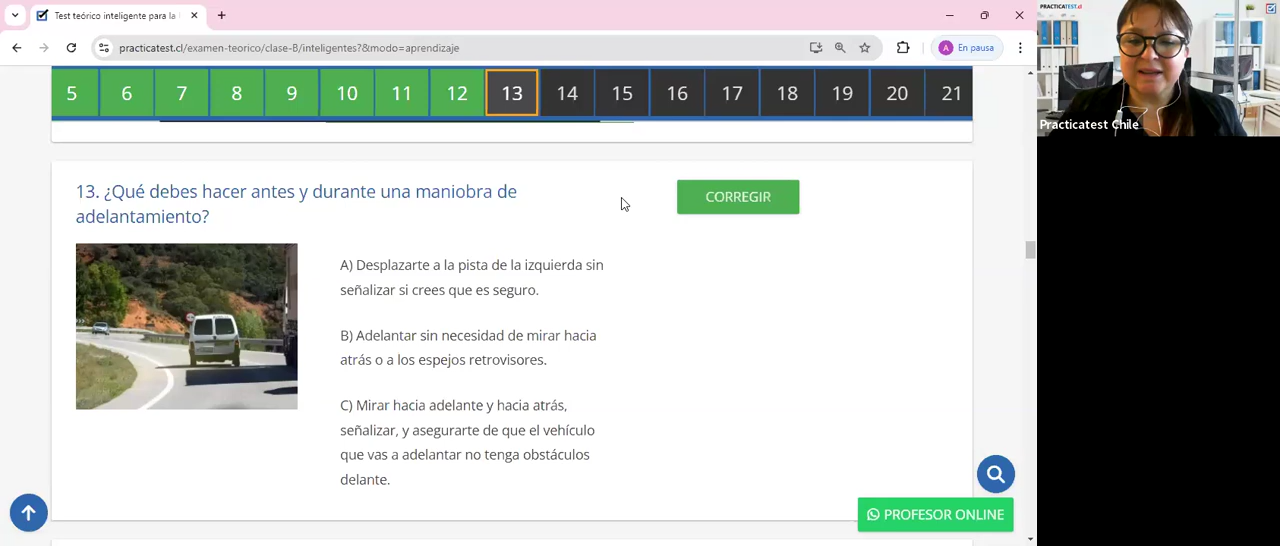 Test teórico inteligente para la
practicatest.cl/examen-teorico/clase-B/inteligentes?&modo=aprendizaje
A
En pausa
PRACTICATEST.cl
Practicatest Chile
5 6 7 8 9 10 11 12 13 14 15 16 17 18 19 20 21
13. ¿Qué debes hacer antes y durante una maniobra de
adelantamiento?
CORREGIR
A) Desplazarte a la pista de la izquierda sin
señalizar si crees que es seguro.
B) Adelantar sin necesidad de mirar hacia
atrás o a los espejos retrovisores.
C) Mirar hacia adelante y hacia atrás,
señalizar, y asegurarte de que el vehículo
que vas a adelantar no tenga obstáculos
delante.
PROFESOR ONLINE